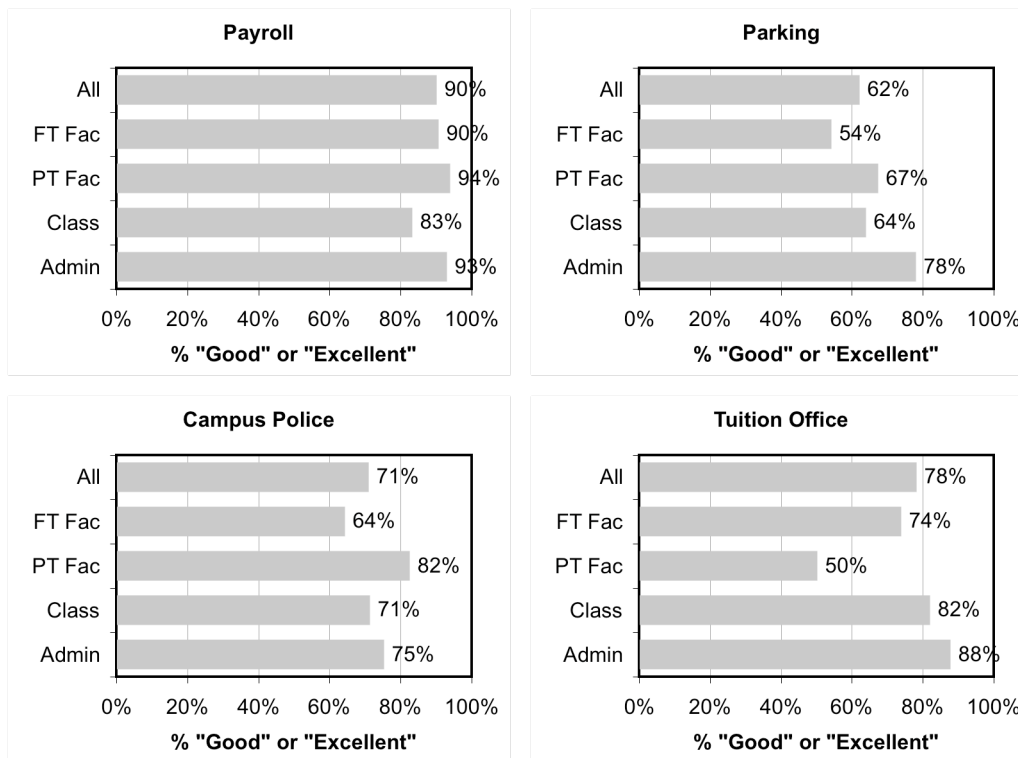 Payroll
All 90%
FT Fac 90%
PT Fac 94%
Class 83%
Admin 93%
0% 20% 40% 60% 80% 100%
% "Good" or "Excellent"
Parking
All 62%
FT Fac 54%
PT Fac 67%
Class 64%
Admin 78%
0% 20% 40% 60% 80% 100%
% "Good" or "Excellent"
Campus Police
All 71%
FT Fac 64%
PT Fac 82%
Class 71%
Admin 75%
0% 20% 40% 60% 80% 100%
% "Good" or "Excellent"
Tuition Office
All 78%
FT Fac 74%
PT Fac 50%
Class 82%
Admin 88%
0% 20% 40% 60% 80% 100%
% "Good" or "Excellent"